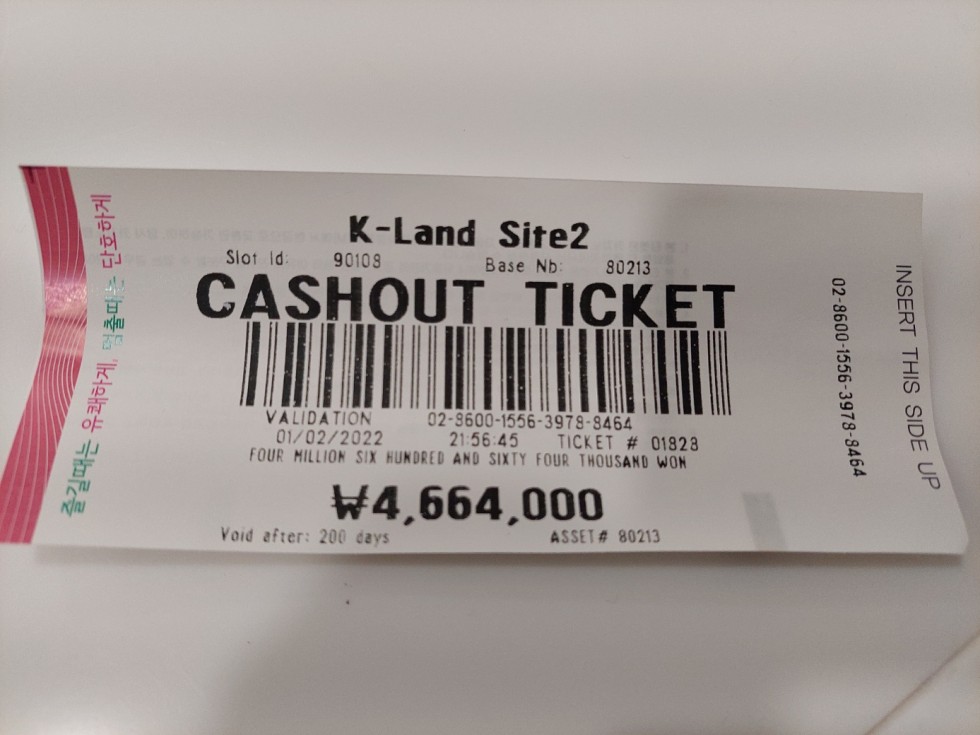 K-Land Site2
Slot Id: 90108 Base Nb: 80213
CASHOUT TICKET
VALIDATION 02-8600-1556-3978-8464
01/02/2022 21:56:45 TICKET # 01828
FOUR MILLION SIX HUNDRED AND SIXTY FOUR THOUSAND WON
₩4,664,000
Void after: 200 days ASSET# 80213
즐길때는 유쾌하게, 멈출때는 단호하게
02-8600-1556-3978-8464
INSERT THIS SIDE UP